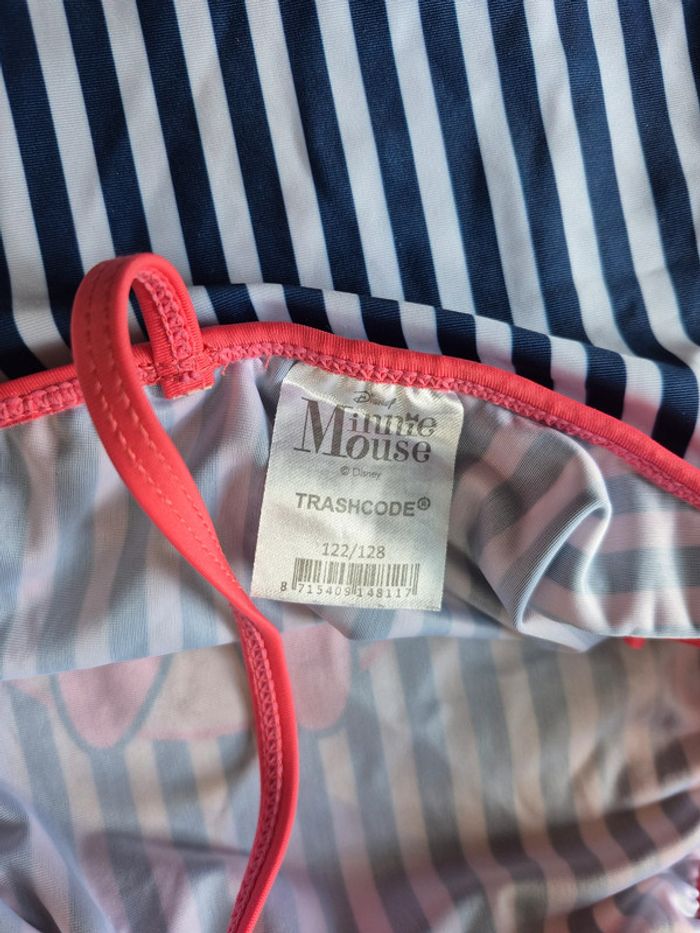 Disney
Minnie
Mouse
© Disney
TRASHCODE®
122/128
8 715409 148117